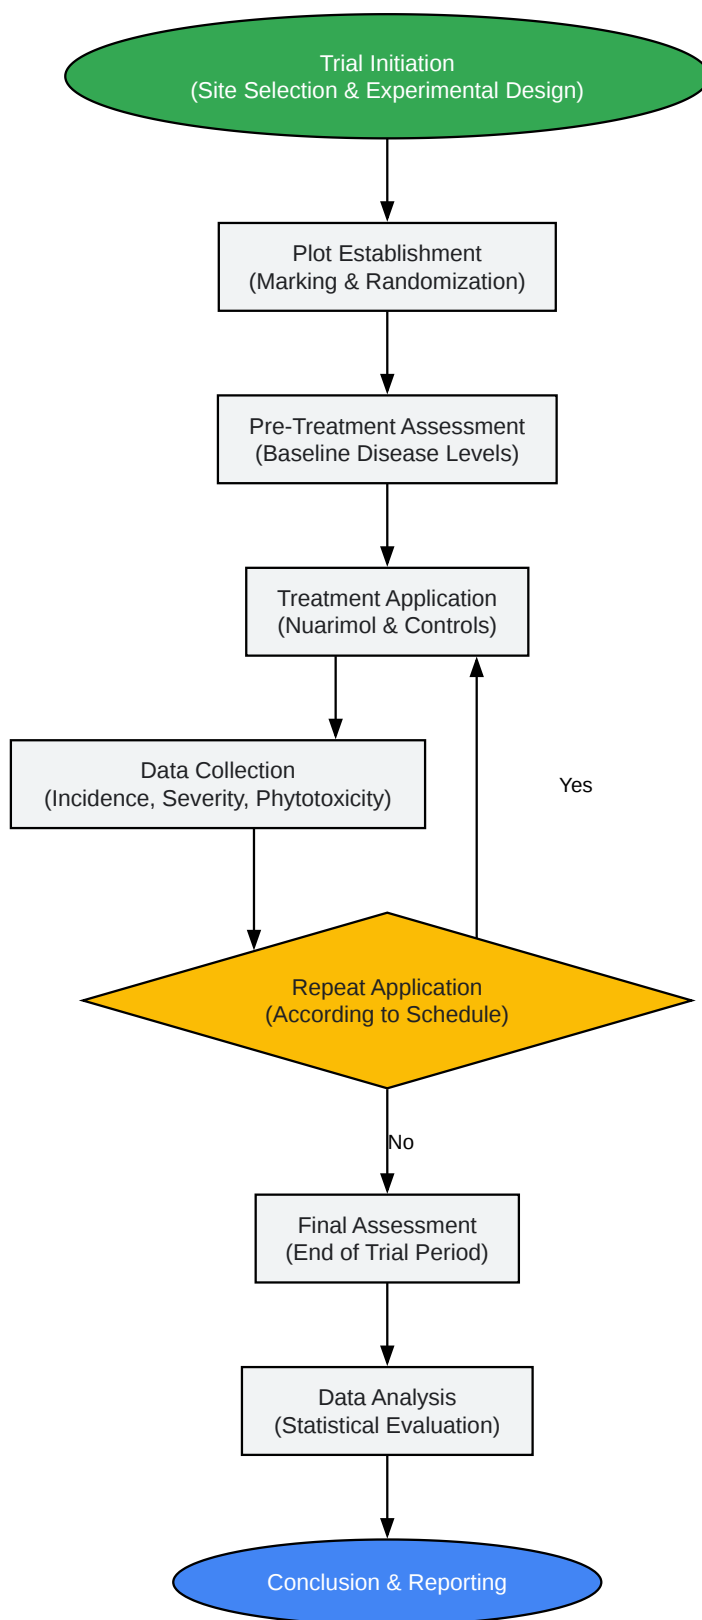 Trial Initiation
(Site Selection & Experimental Design)
Plot Establishment
(Marking & Randomization)
Pre-Treatment Assessment
(Baseline Disease Levels)
Treatment Application
(Nuarimol & Controls)
Data Collection
(Incidence, Severity, Phytotoxicity)
Yes
Repeat Application
(According to Schedule)
No
Final Assessment
(End of Trial Period)
Data Analysis
(Statistical Evaluation)
Conclusion & Reporting